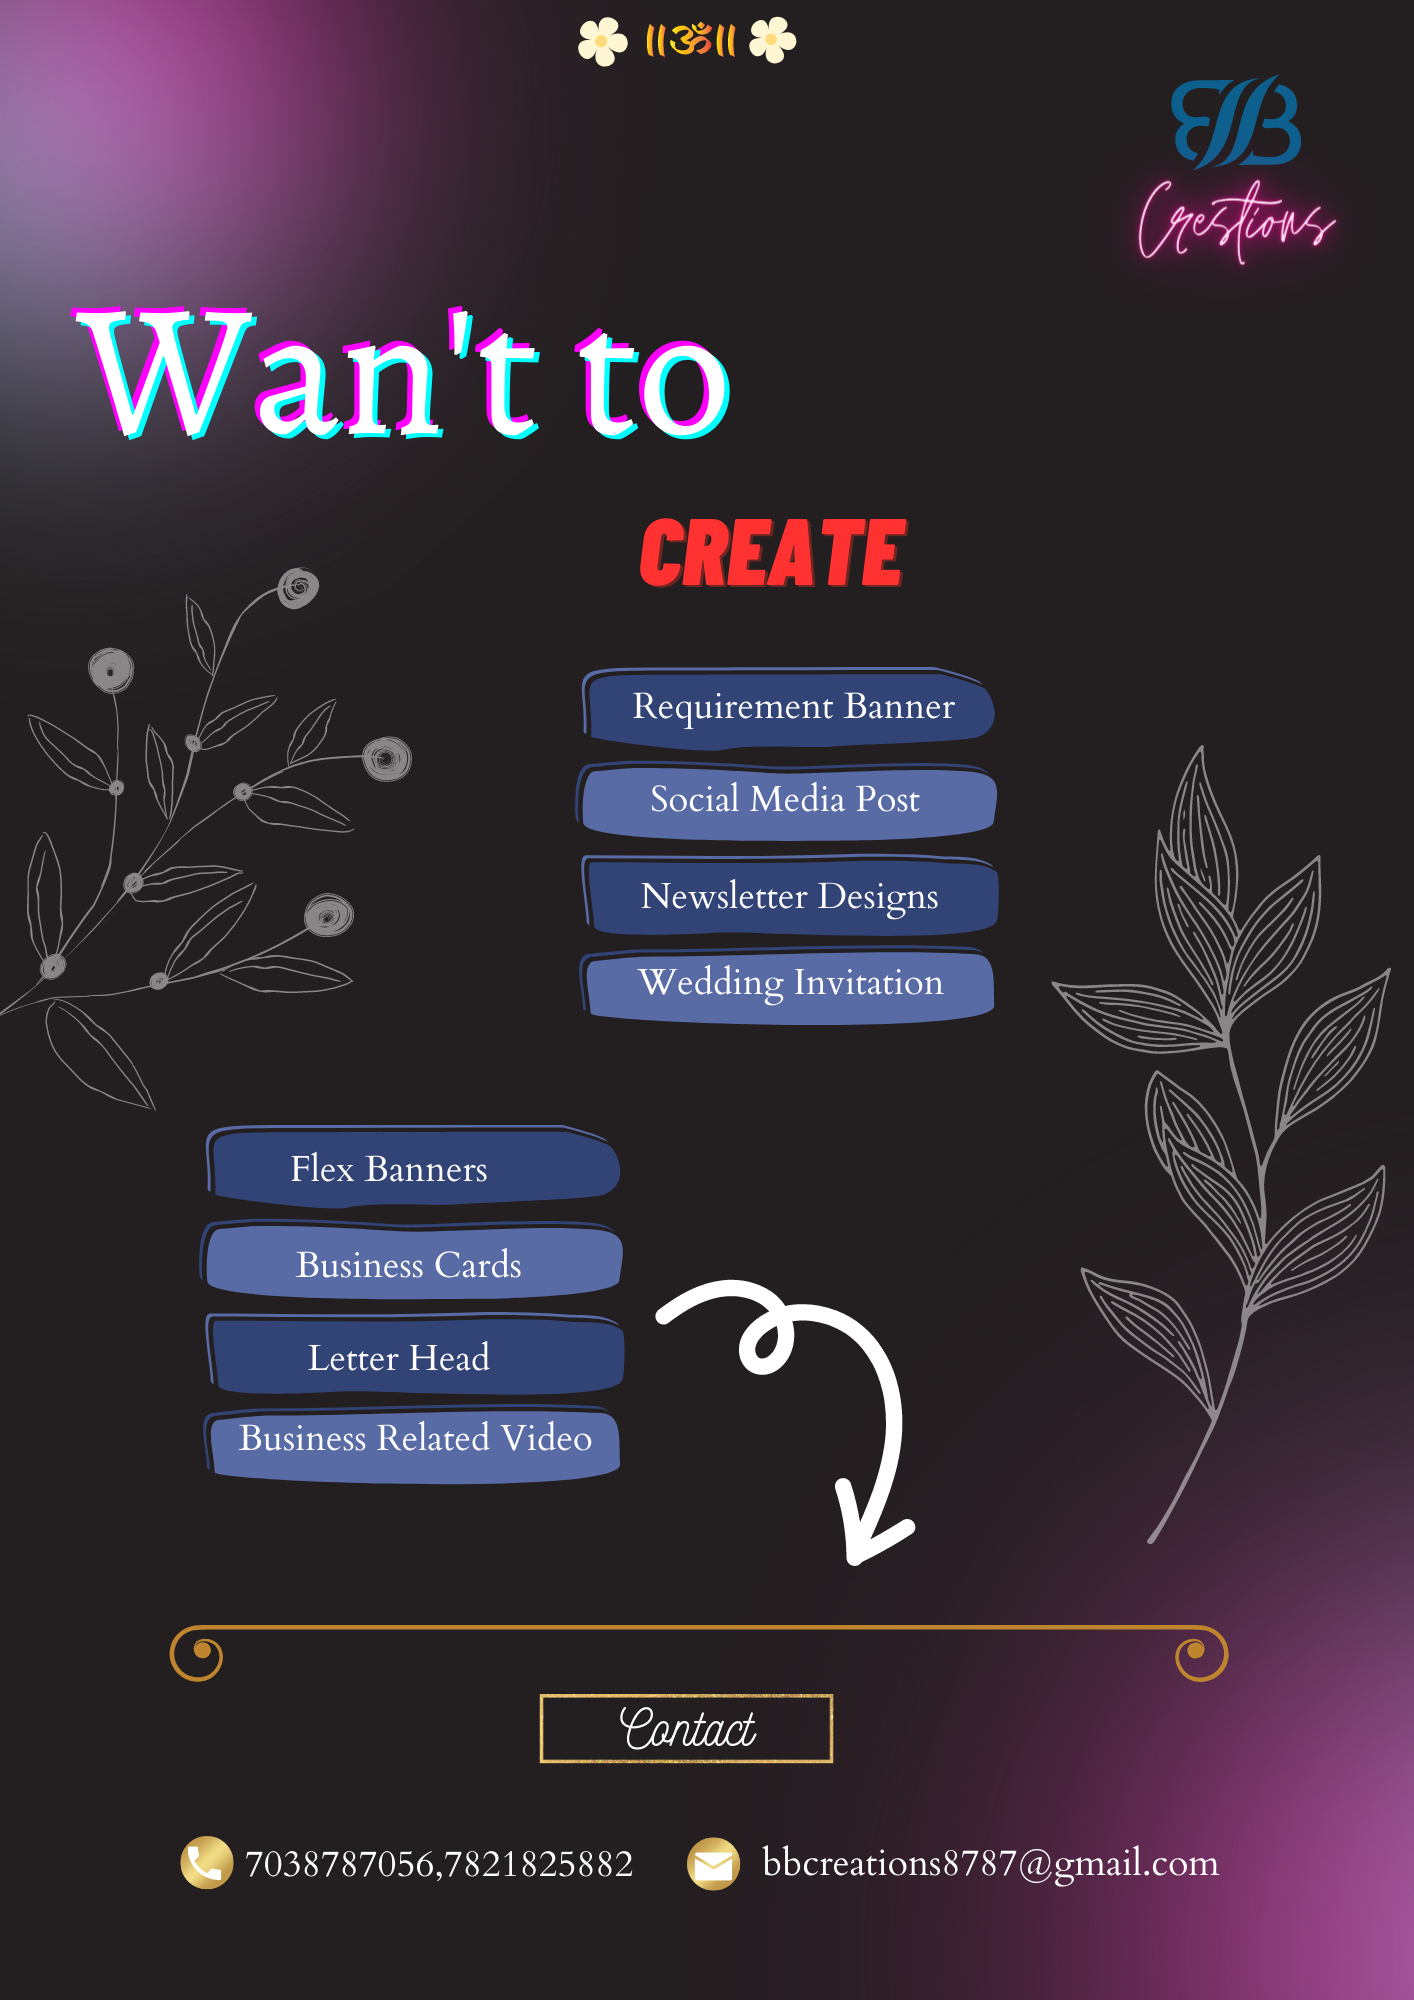 ॥ॐ॥
BB
Crestions
Wan't to
CREATE
Requirement Banner
Social Media Post
Newsletter Designs
Wedding Invitation
Flex Banners
Business Cards
Letter Head
Business Related Video
Contact
7038787056,7821825882
bbcreations8787@gmail.com